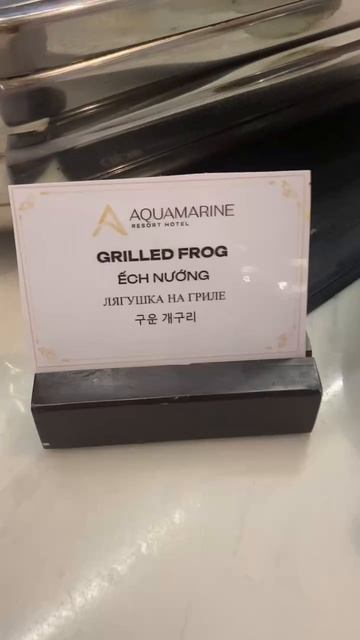 AQUAMARINE
RESORT HOTEL
GRILLED FROG
ẾCH NƯỚNG
ЛЯГУШКА НА ГРИЛЕ
구운 개구리